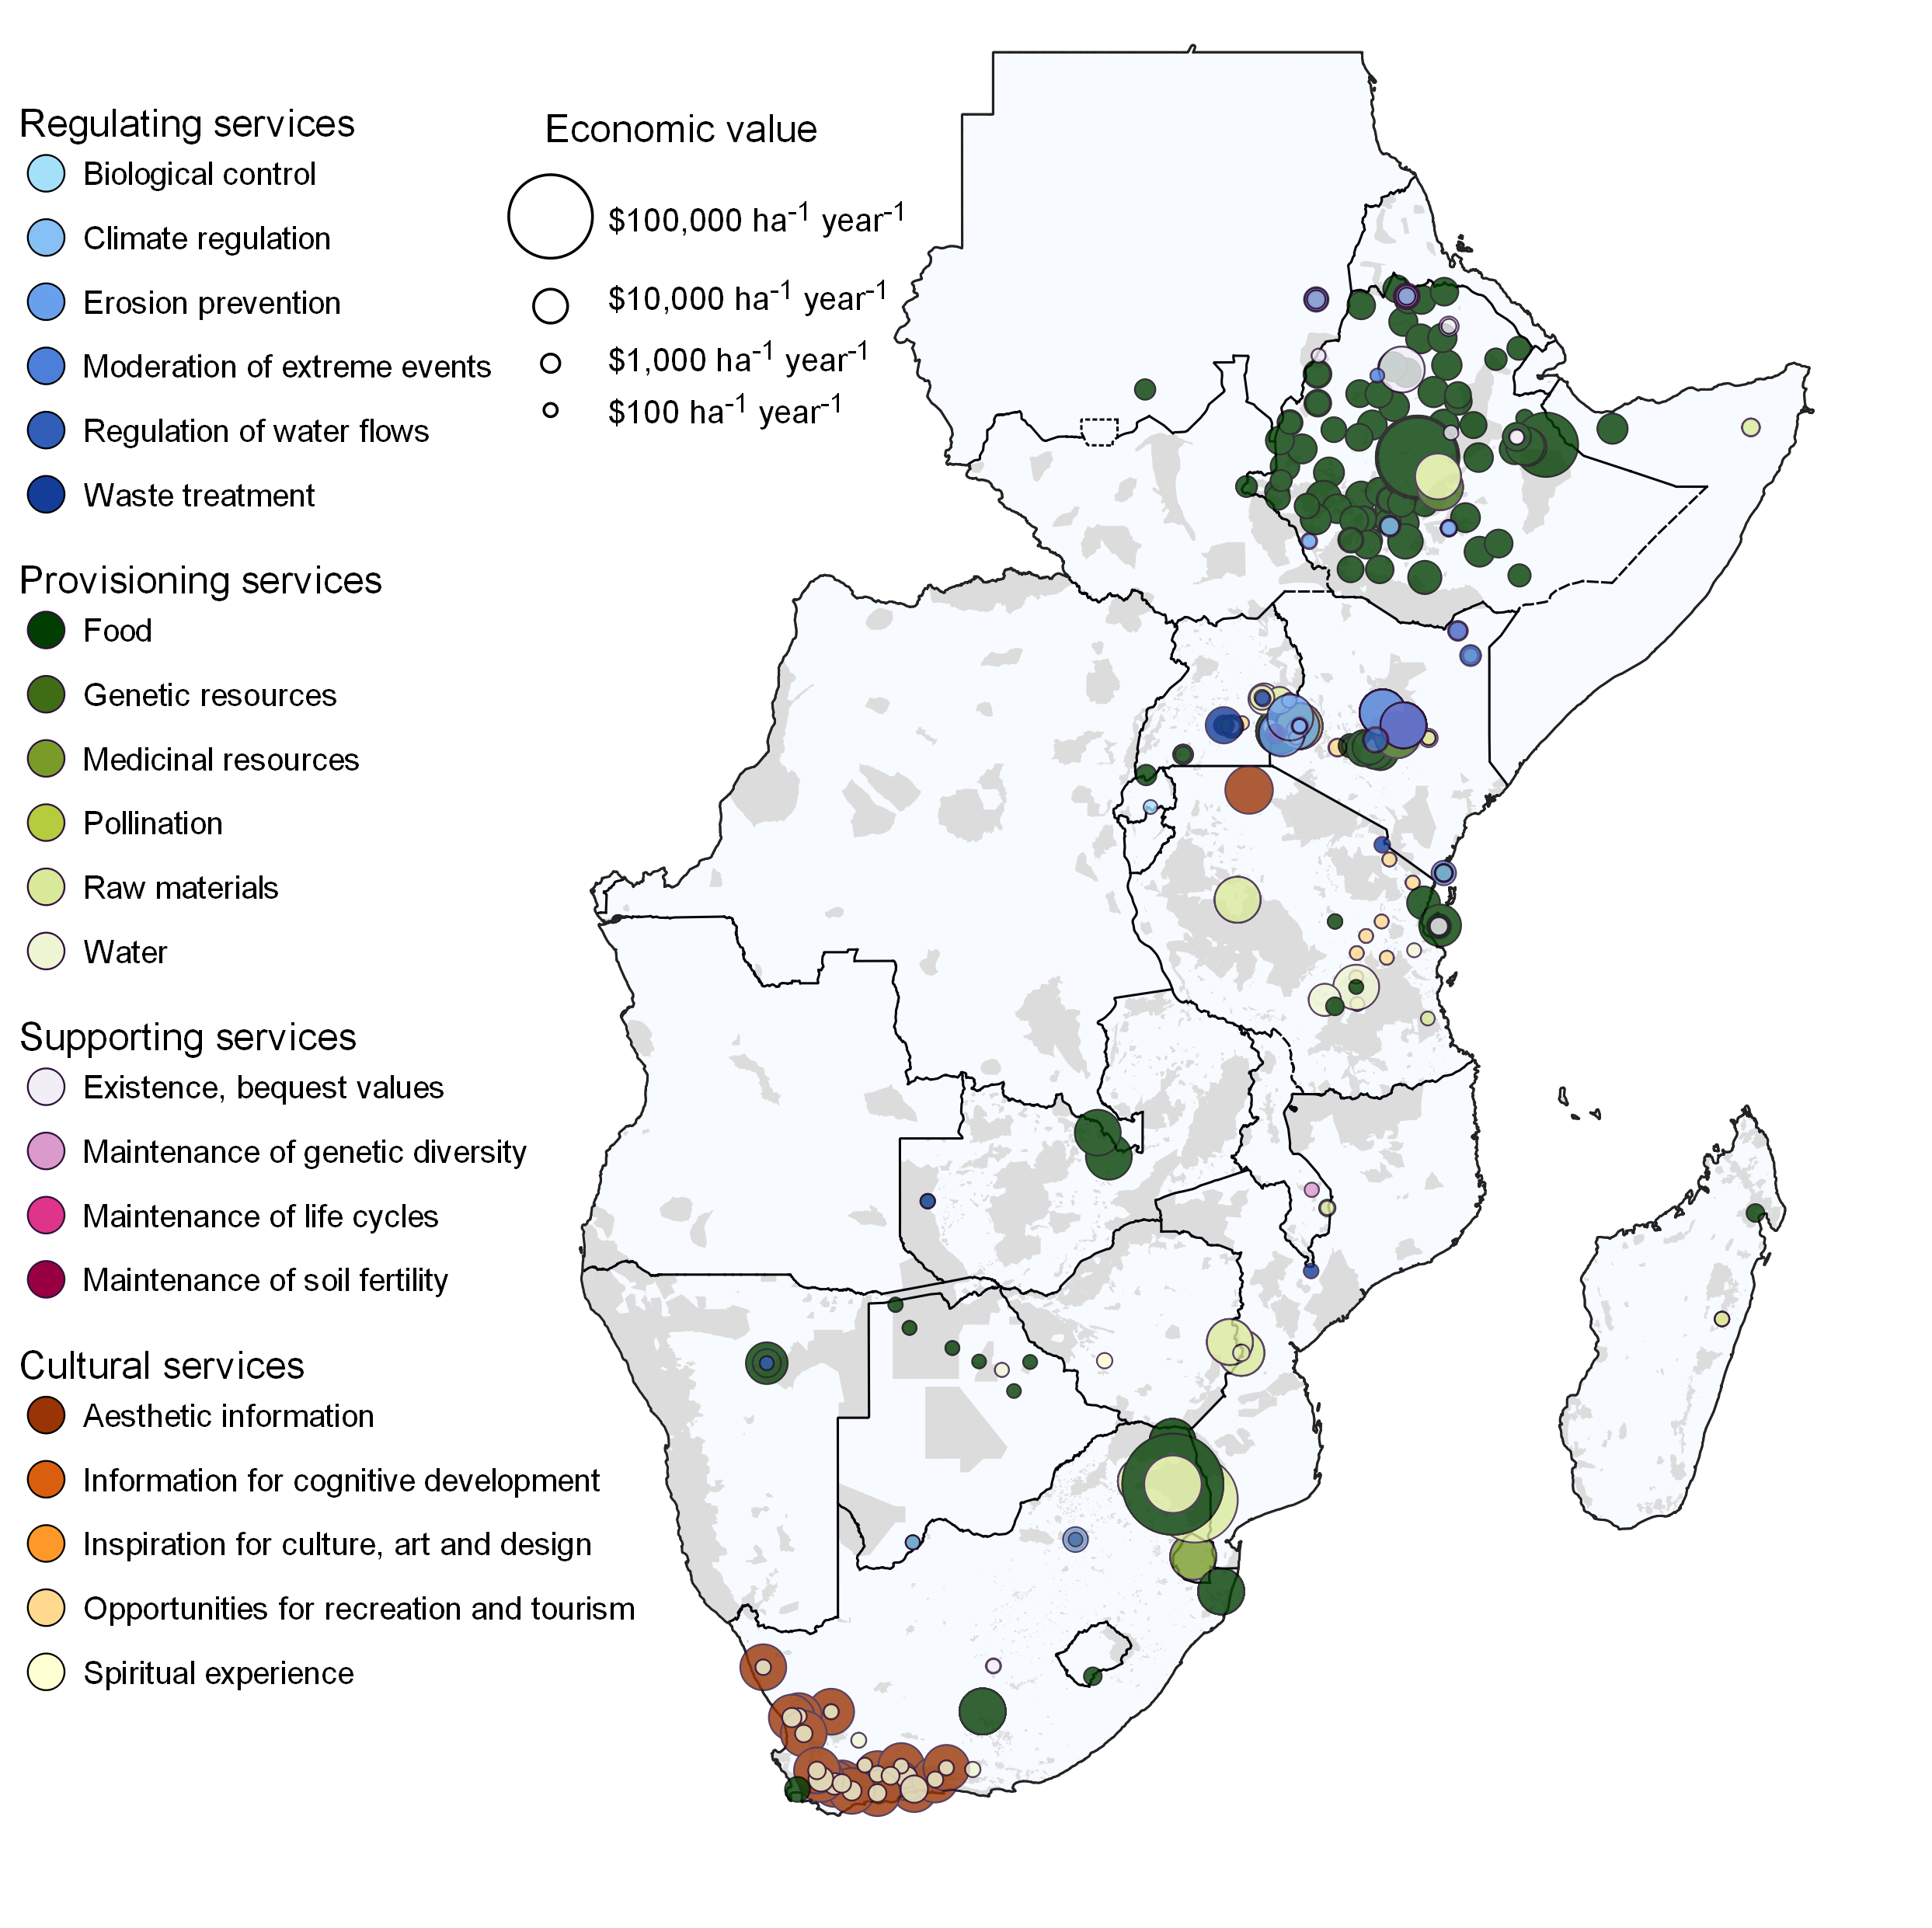 Regulating services
Biological control
Climate regulation
Erosion prevention
Moderation of extreme events
Regulation of water flows
Waste treatment
Provisioning services
Food
Genetic resources
Medicinal resources
Pollination
Raw materials
Water
Supporting services
Existence, bequest values
Maintenance of genetic diversity
Maintenance of life cycles
Maintenance of soil fertility
Cultural services
Aesthetic information
Information for cognitive development
Inspiration for culture, art and design
Opportunities for recreation and tourism
Spiritual experience
Economic value
$100,000 ha⁻¹ year⁻¹
$10,000 ha⁻¹ year⁻¹
$1,000 ha⁻¹ year⁻¹
$100 ha⁻¹ year⁻¹